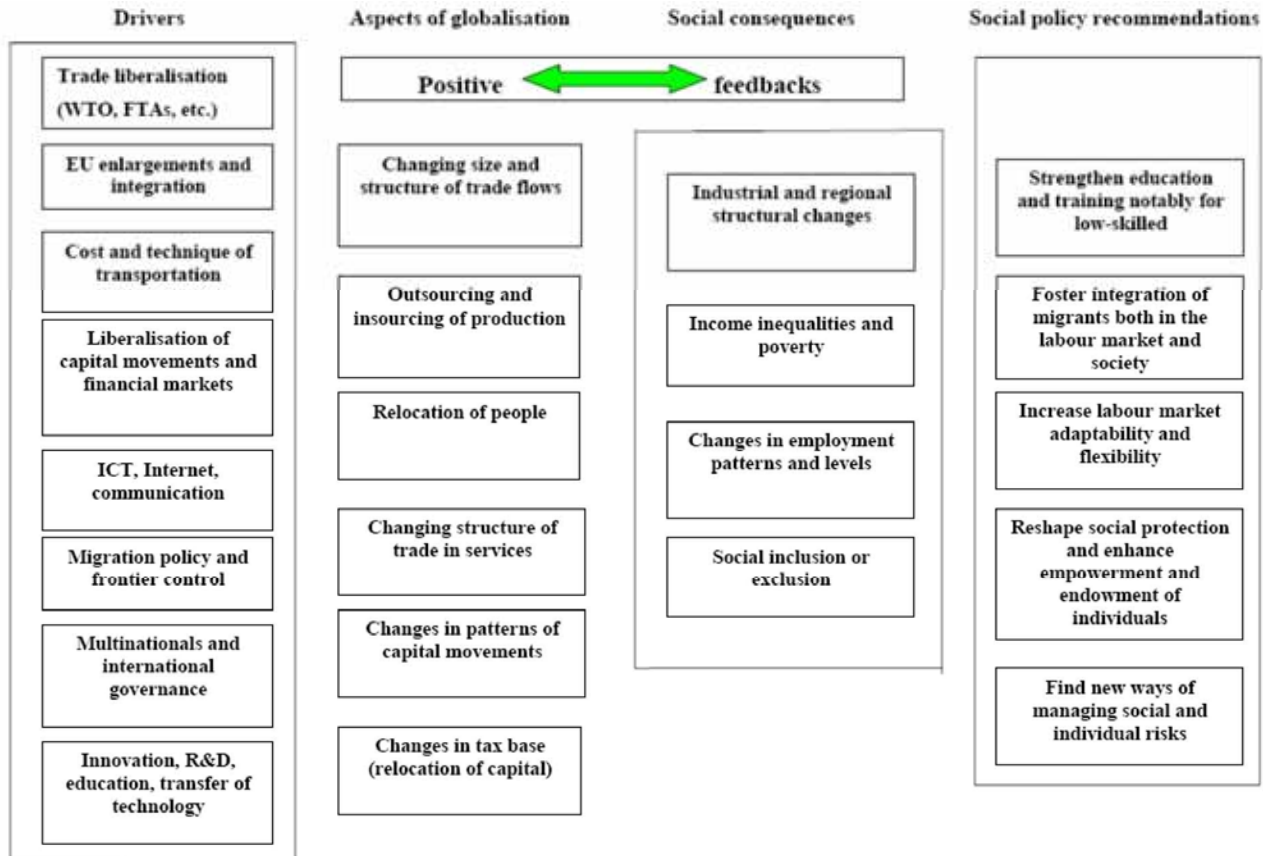 Drivers
Aspects of globalisation
Social consequences
Social policy recommendations
Trade liberalisation
(WTO, FTAs, etc.)
EU enlargements and
integration
Cost and technique of
transportation
Liberalisation of
capital movements and
financial markets
ICT, Internet,
communication
Migration policy and
frontier control
Multinationals and
international
governance
Innovation, R&D,
education, transfer of
technology
Positive feedbacks
Changing size and
structure of trade flows
Outsourcing and
insourcing of production
Relocation of people
Changing structure of
trade in services
Changes in patterns of
capital movements
Changes in tax base
(relocation of capital)
Industrial and regional
structural changes
Income inequalities and
poverty
Changes in employment
patterns and levels
Social inclusion or
exclusion
Strengthen education
and training notably for
low-skilled
Foster integration of
migrants both in the
labour market and
society
Increase labour market
adaptability and
flexibility
Reshape social protection
and enhance
empowerment and
endowment of
individuals
Find new ways of
managing social and
individual risks